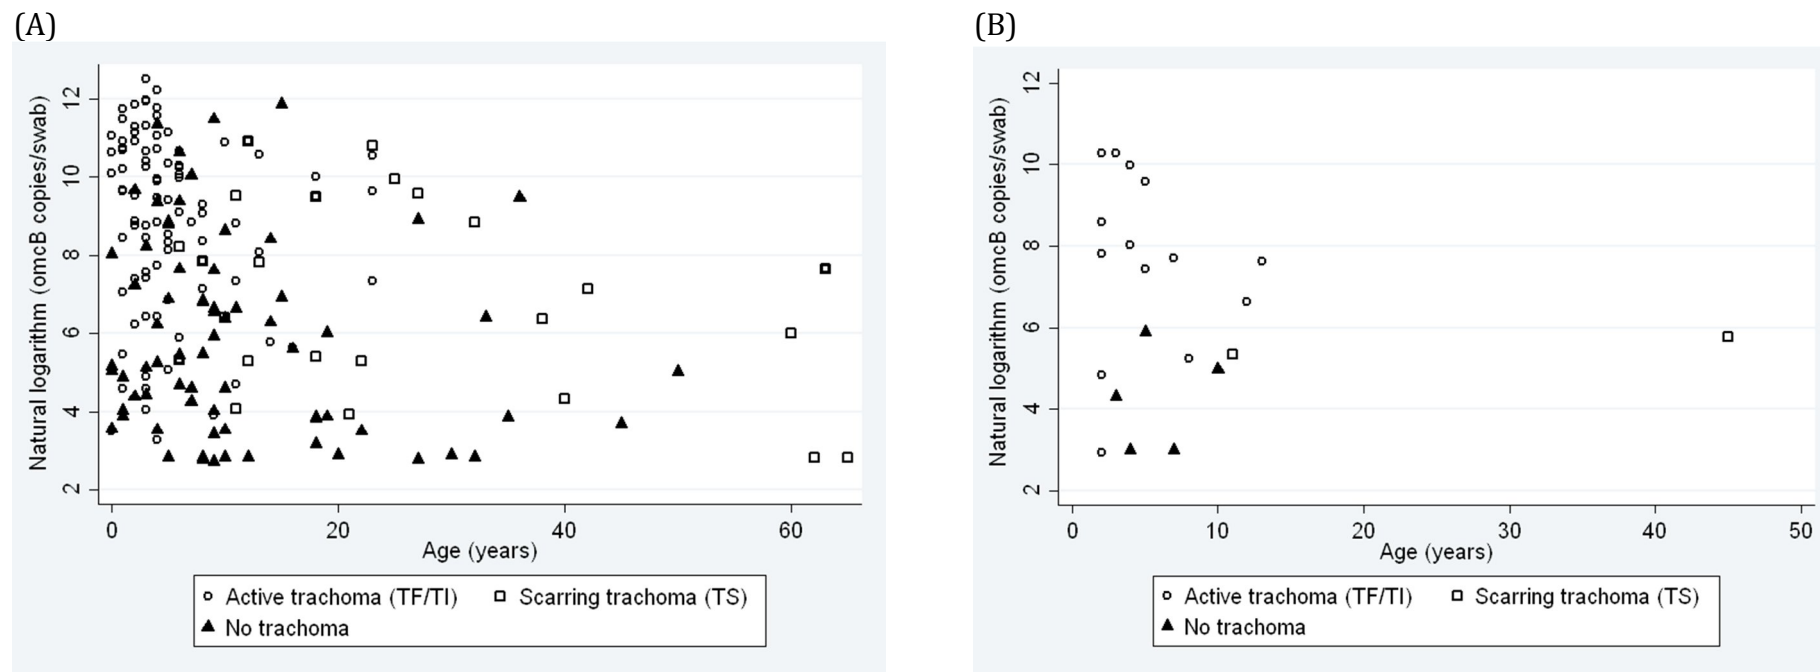 (A)
Natural logarithm (omcB copies/swab)
12
10
8
6
4
2
0 20 40 60
Age (years)
Active trachoma (TF/TI) Scarring trachoma (TS)
No trachoma
(B)
Natural logarithm (omcB copies/swab)
12
10
8
6
4
2
0 10 20 30 40 50
Age (years)
Active trachoma (TF/TI) Scarring trachoma (TS)
No trachoma